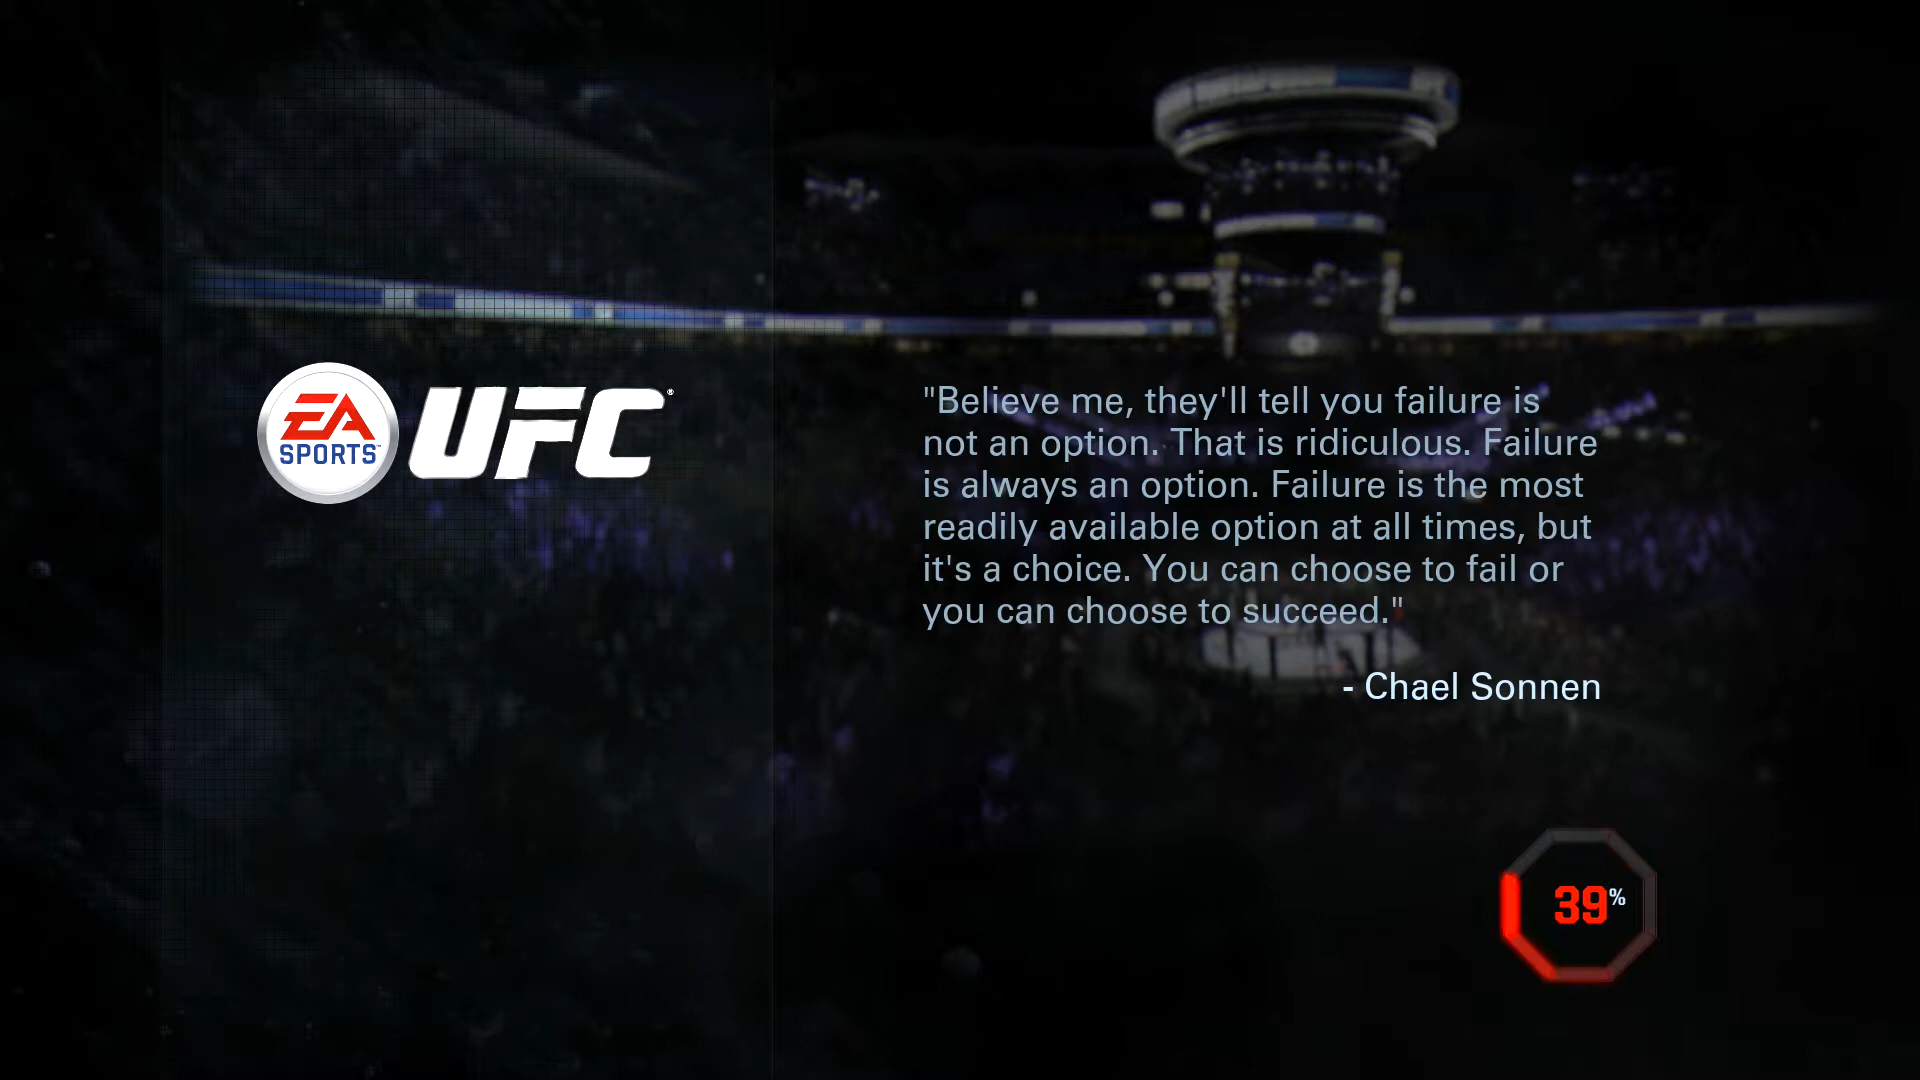 EA
SPORTS™
UFC®
"Believe me, they'll tell you failure is
not an option. That is ridiculous. Failure
is always an option. Failure is the most
readily available option at all times, but
it's a choice. You can choose to fail or
you can choose to succeed."
- Chael Sonnen
39%